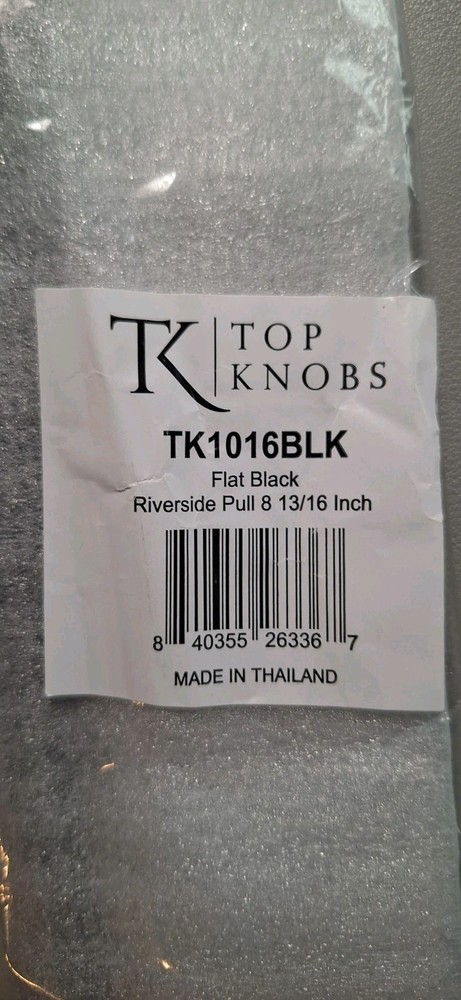 TK
TOP
KNOBS
TK1016BLK
Flat Black
Riverside Pull 8 13/16 Inch
8 40355 26336 7
MADE IN THAILAND